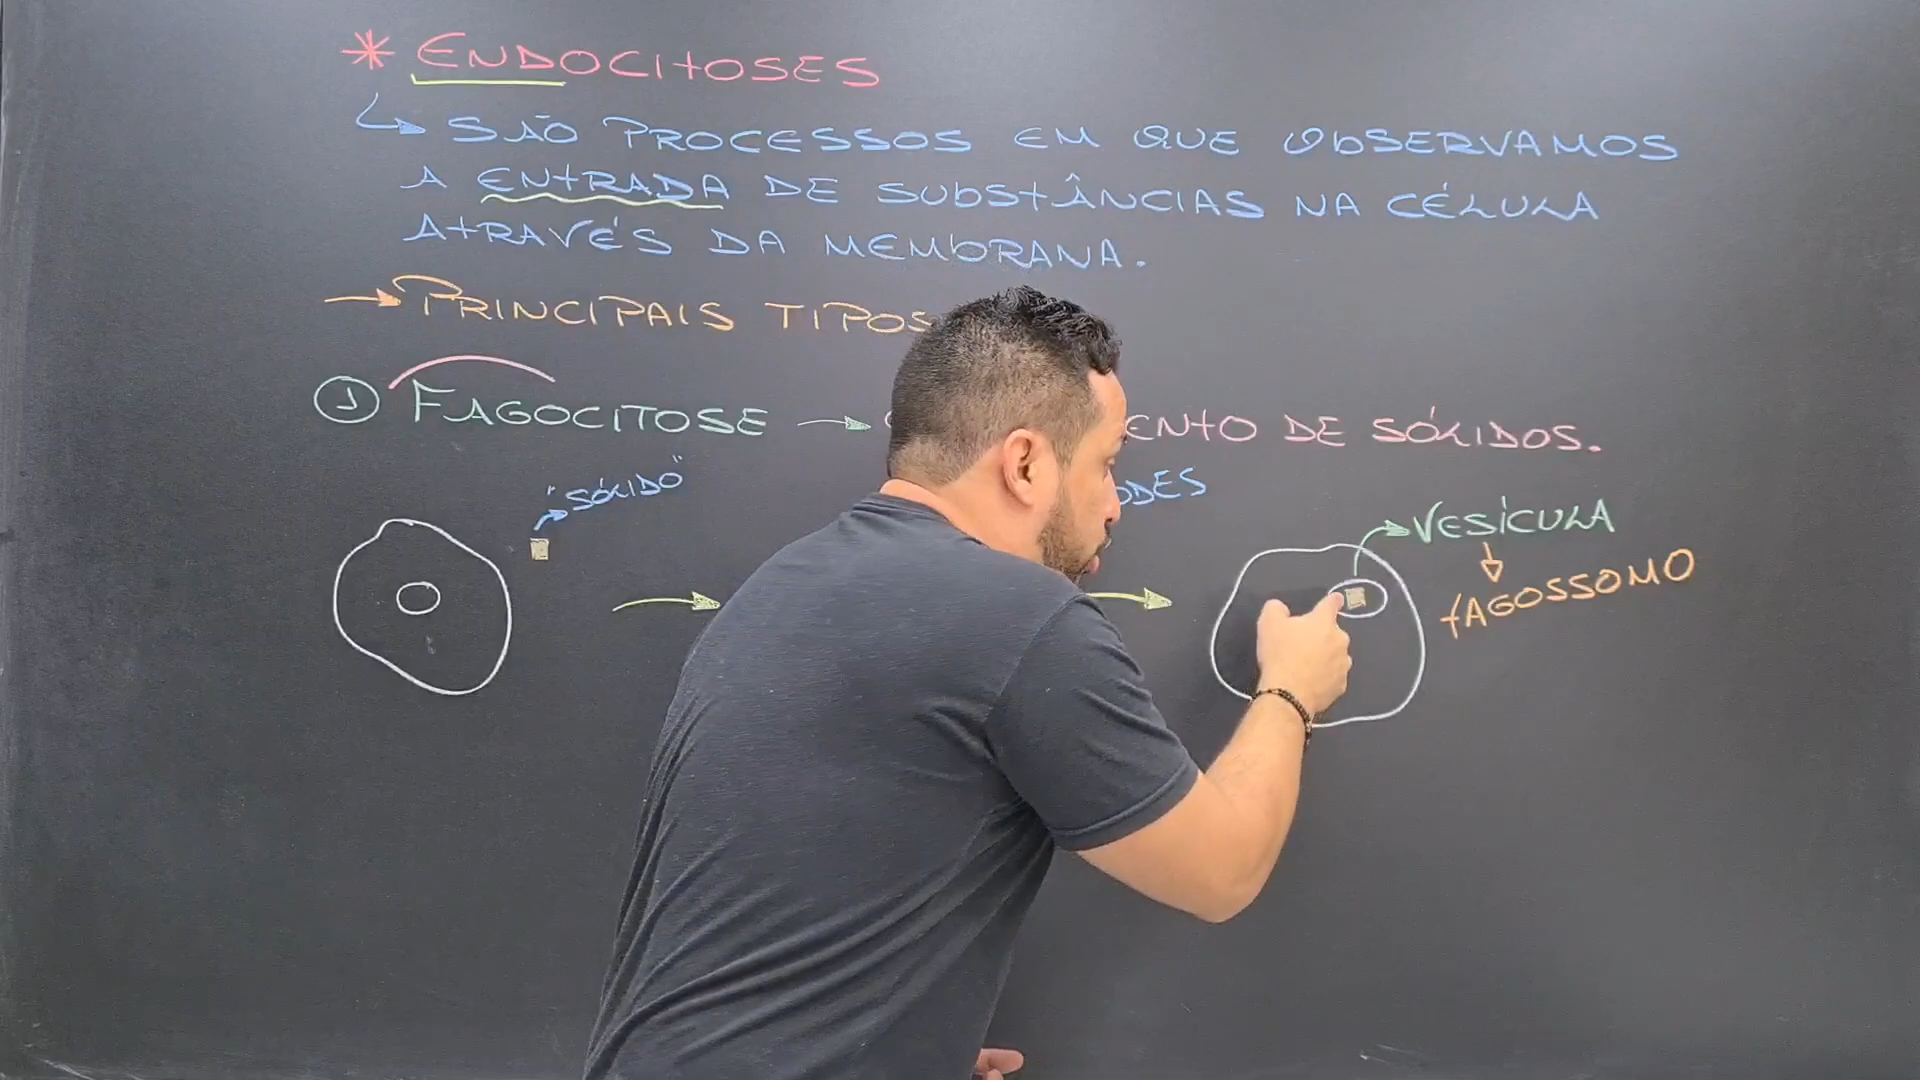 * ENDOCITOSES
↳ SÃO PROCESSOS EM QUE OBSERVAMOS
A ENTRADA DE SUBSTÂNCIAS NA CÉLULA
ATRAVÉS DA MEMBRANA.
→ PRINCIPAIS TIPOS
① FAGOCITOSE → ENTO DE SÓLIDOS.
"SÓLIDO"
ODES
VESÍCULA
FAGOSSOMO